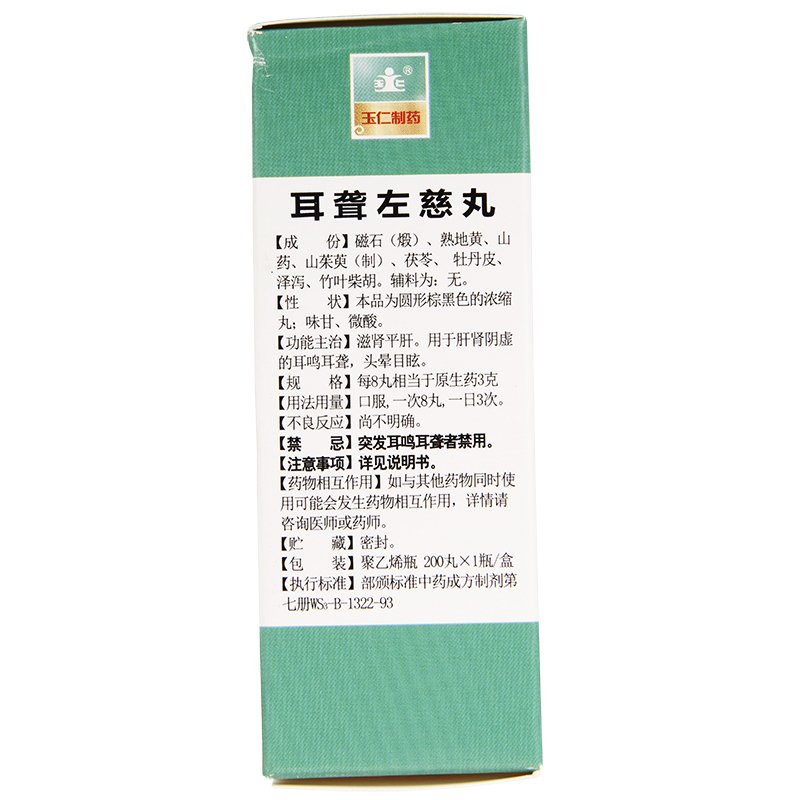 玉仁制药
耳聋左慈丸
【成 份】磁石（煅）、熟地黄、山
药、山茱萸（制）、茯苓、牡丹皮、
泽泻、竹叶柴胡。辅料为：无。
【性 状】本品为圆形棕黑色的浓缩
丸；味甘、微酸。
【功能主治】滋肾平肝。用于肝肾阴虚
的耳鸣耳聋，头晕目眩。
【规 格】每8丸相当于原生药3克
【用法用量】口服,一次8丸,一日3次。
【不良反应】尚不明确。
【禁 忌】突发耳鸣耳聋者禁用。
【注意事项】详见说明书。
【药物相互作用】如与其他药物同时使
用可能会发生药物相互作用，详情请
咨询医师或药师。
【贮 藏】密封。
【包 装】聚乙烯瓶 200丸×1瓶/盒
【执行标准】部颁标准中药成方制剂第
七册WS₃-B-1322-93